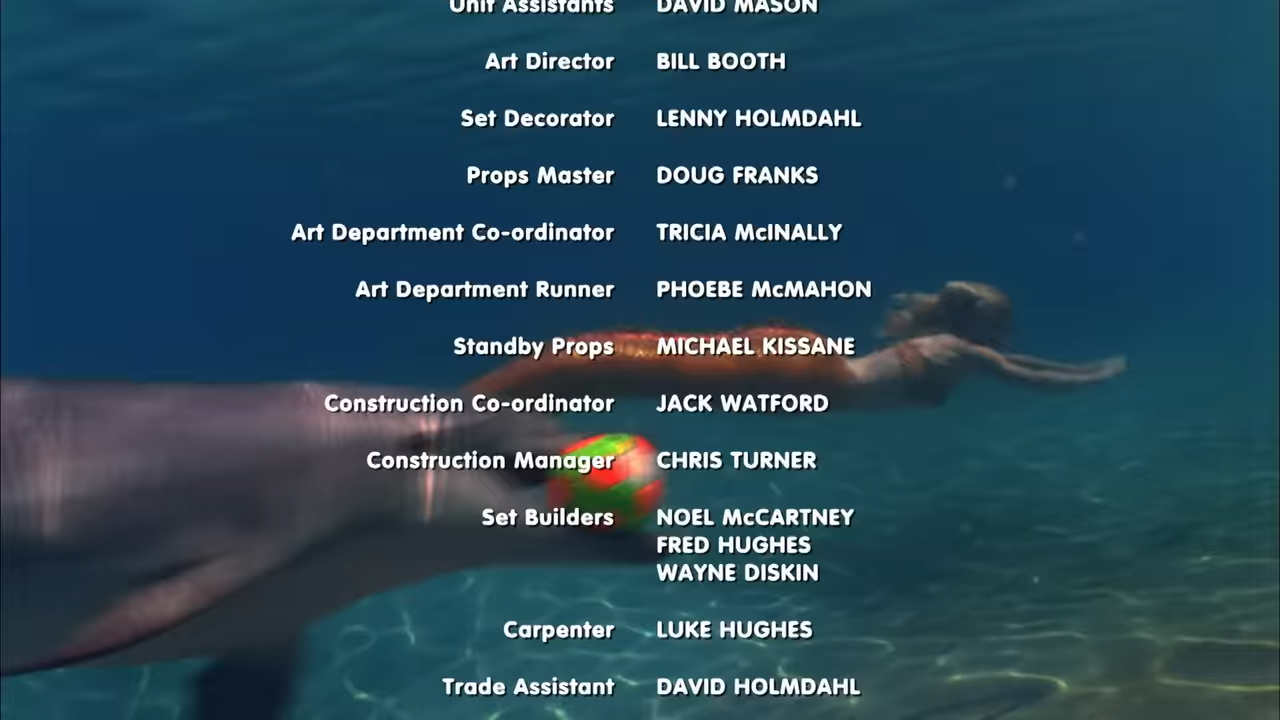 Unit Assistants DAVID MASON
Art Director BILL BOOTH
Set Decorator LENNY HOLMDAHL
Props Master DOUG FRANKS
Art Department Co-ordinator TRICIA McINALLY
Art Department Runner PHOEBE McMAHON
Standby Props MICHAEL KISSANE
Construction Co-ordinator JACK WATFORD
Construction Manager CHRIS TURNER
Set Builders NOEL McCARTNEY
FRED HUGHES
WAYNE DISKIN
Carpenter LUKE HUGHES
Trade Assistant DAVID HOLMDAHL